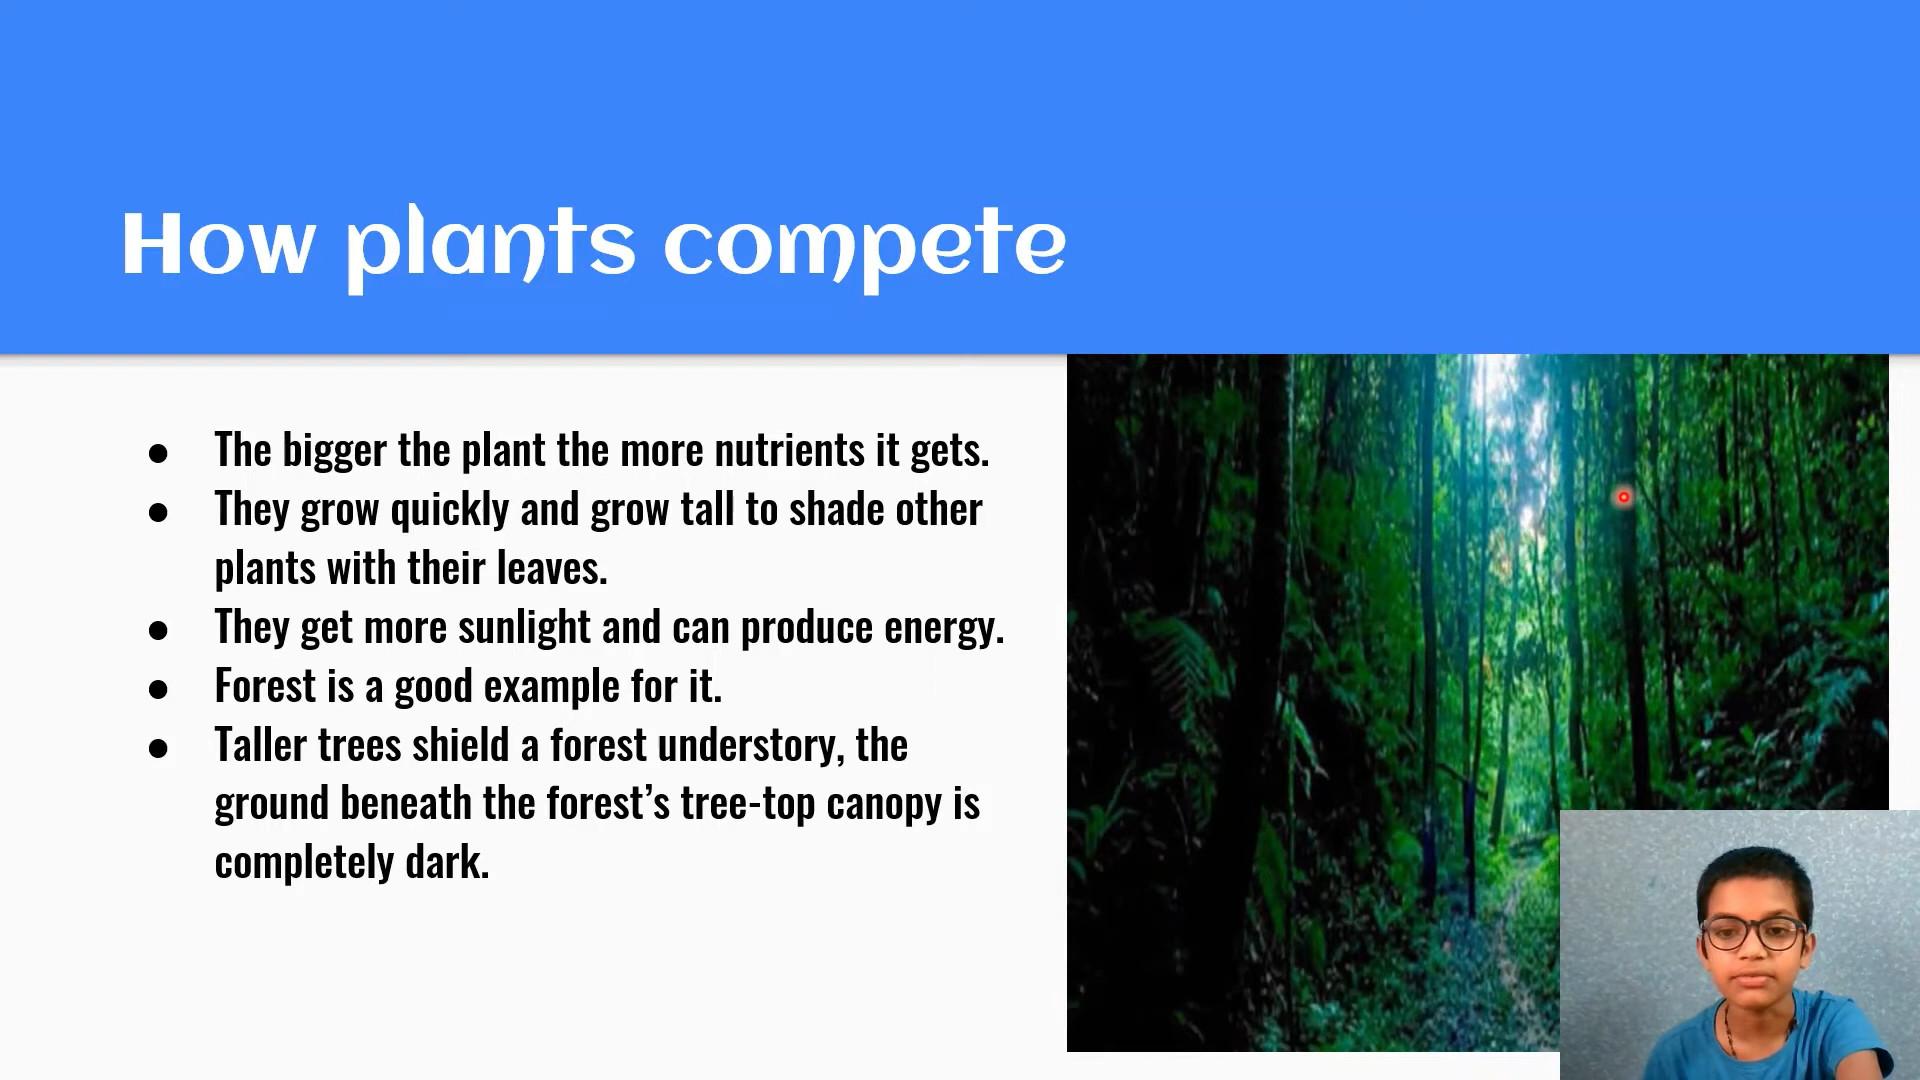 How plants compete
● The bigger the plant the more nutrients it gets.
● They grow quickly and grow tall to shade other
plants with their leaves.
● They get more sunlight and can produce energy.
● Forest is a good example for it.
● Taller trees shield a forest understory, the
ground beneath the forest’s tree-top canopy is
completely dark.